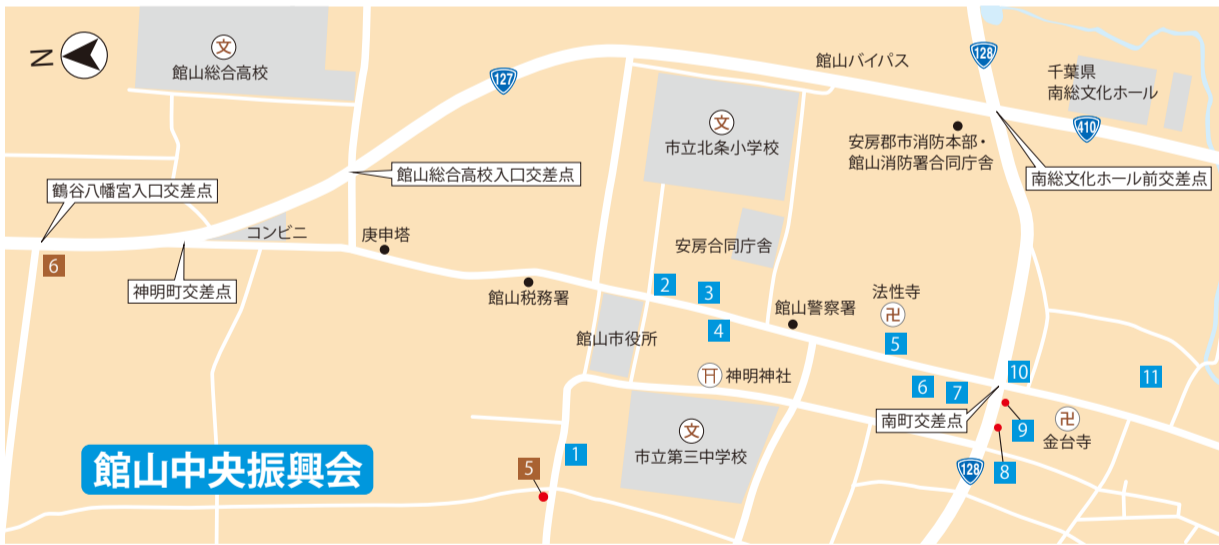 N
文
館山総合高校
127
館山バイパス
128
千葉県
南総文化ホール
410
文
市立北条小学校
安房郡市消防本部・
館山消防署合同庁舎
館山総合高校入口交差点
南総文化ホール前交差点
鶴谷八幡宮入口交差点
コンビニ
庚申塔
安房合同庁舎
6
神明町交差点
館山税務署
2
3
法性寺
卍
館山警察署
4
館山市役所
5
神明神社
6
7
10
11
南町交差点
9
卍
金台寺
文
市立第三中学校
1
5
8
128
館山中央振興会